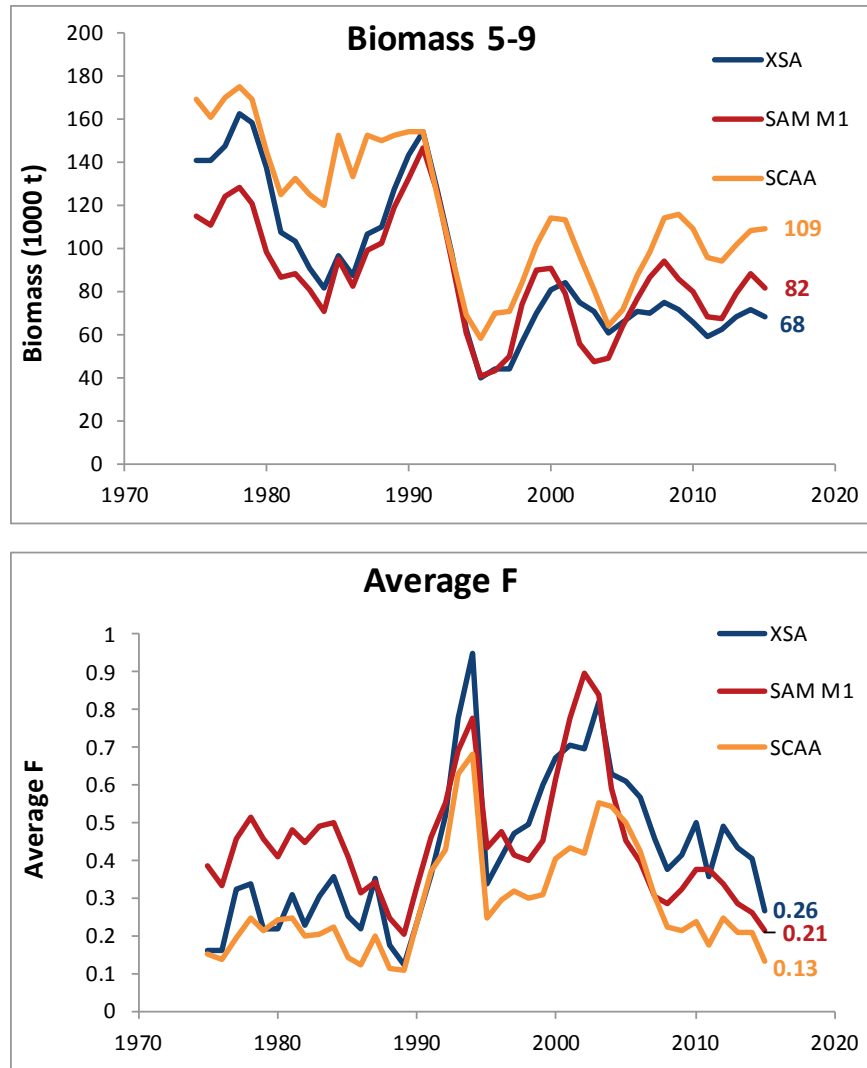 Biomass 5-9
200
180
160
140
120
100
80
60
40
20
0
Biomass (1000 t)
XSA
SAM M1
SCAA
109
82
68
1970 1980 1990 2000 2010 2020
Average F
1
0.9
0.8
0.7
0.6
0.5
0.4
0.3
0.2
0.1
0
Average F
XSA
SAM M1
SCAA
0.26
0.21
0.13
1970 1980 1990 2000 2010 2020